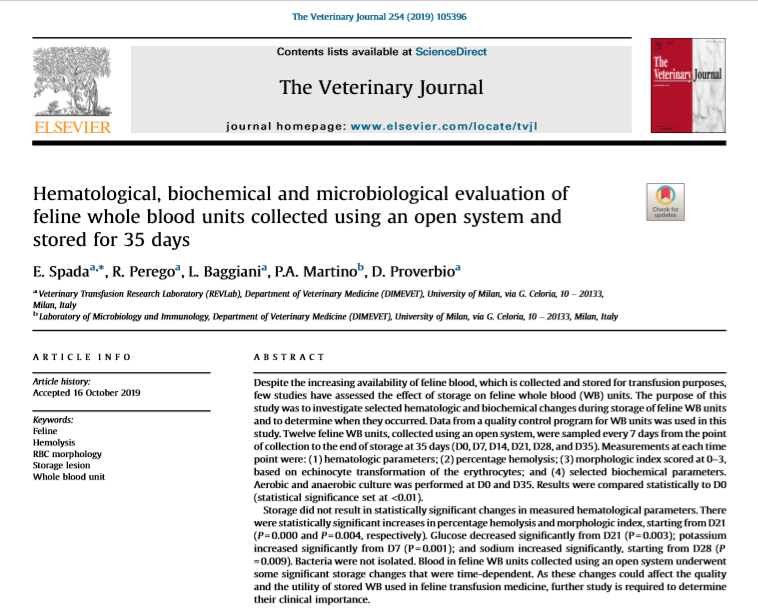 The Veterinary Journal 254 (2019) 105396
Contents lists available at ScienceDirect
The Veterinary Journal
journal homepage: www.elsevier.com/locate/tvjl
ELSEVIER
The
Veterinary Journal
Hematological, biochemical and microbiological evaluation of
feline whole blood units collected using an open system and
stored for 35 days
Check for
updates
E. Spadaa,*, R. Peregoa, L. Baggiania, P.A. Martinob, D. Proverbioa
a Veterinary Transfusion Research Laboratory (REVLab), Department of Veterinary Medicine (DIMEVET), University of Milan, via G. Celoria, 10 – 20133,
Milan, Italy
b Laboratory of Microbiology and Immunology, Department of Veterinary Medicine (DIMEVET), University of Milan, via G. Celoria, 10 – 20133, Milan, Italy
ARTICLE INFO
Article history:
Accepted 16 October 2019
Keywords:
Feline
Hemolysis
RBC morphology
Storage lesion
Whole blood unit
ABSTRACT
Despite the increasing availability of feline blood, which is collected and stored for transfusion purposes,
few studies have assessed the effect of storage on feline whole blood (WB) units. The purpose of this
study was to investigate selected hematologic and biochemical changes during storage of feline WB units
and to determine when they occurred. Data from a quality control program for WB units was used in this
study. Twelve feline WB units, collected using an open system, were sampled every 7 days from the point
of collection to the end of storage at 35 days (D0, D7, D14, D21, D28, and D35). Measurements at each time
point were: (1) hematologic parameters; (2) percentage hemolysis; (3) morphologic index scored at 0–3,
based on echinocyte transformation of the erythrocytes; and (4) selected biochemical parameters.
Aerobic and anaerobic culture was performed at D0 and D35. Results were compared statistically to D0
(statistical significance set at <0.01).
Storage did not result in statistically significant changes in measured hematological parameters. There
were statistically significant increases in percentage hemolysis and morphologic index, starting from D21
(P=0.000 and P=0.004, respectively). Glucose decreased significantly from D21 (P=0.003); potassium
increased significantly from D7 (P=0.001); and sodium increased significantly, starting from D28 (P
=0.009). Bacteria were not isolated. Blood in feline WB units collected using an open system underwent
some significant storage changes that were time-dependent. As these changes could affect the quality
and the utility of stored WB used in feline transfusion medicine, further study is required to determine
their clinical importance.